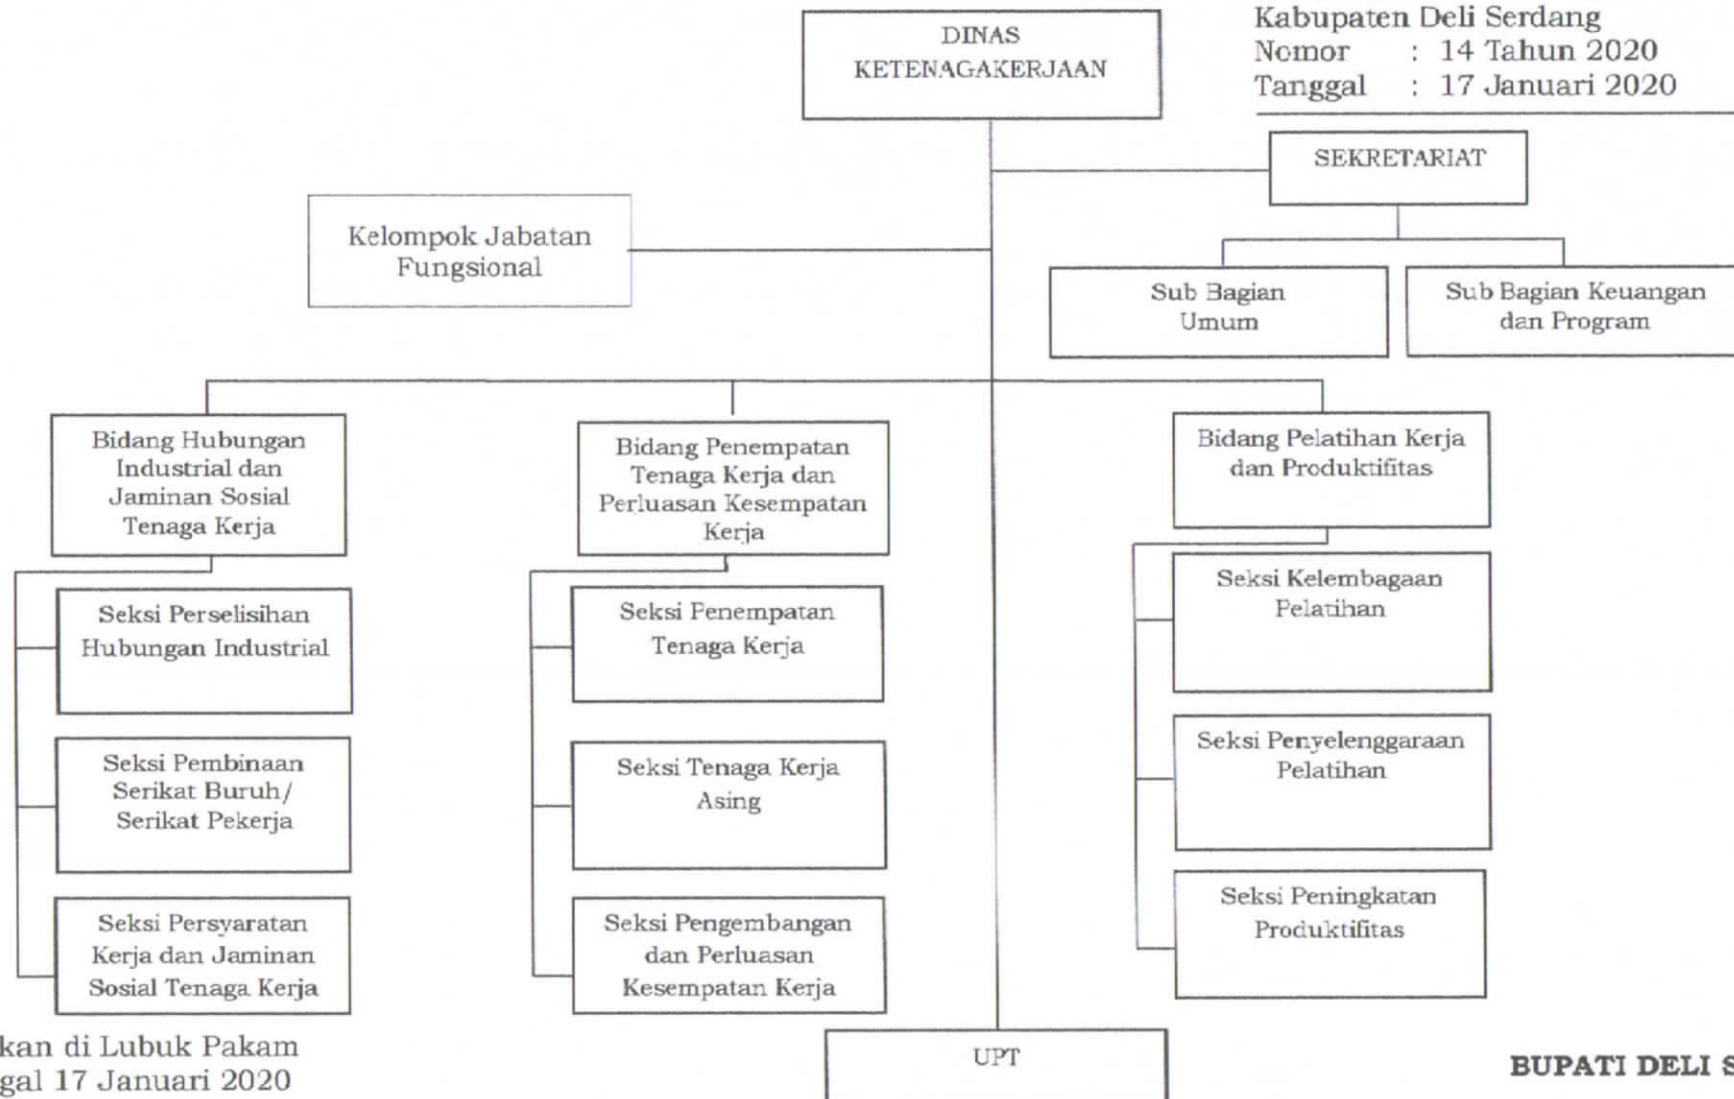 DINAS
KETENAGAKERJAAN
Kabupaten Deli Serdang
Nomor : 14 Tahun 2020
Tanggal : 17 Januari 2020
SEKRETARIAT
Kelompok Jabatan
Fungsional
Sub Bagian
Umum
Sub Bagian Keuangan
dan Program
Bidang Hubungan
Industrial dan
Jaminan Sosial
Tenaga Kerja
Bidang Penempatan
Tenaga Kerja dan
Perluasan Kesempatan
Kerja
Bidang Pelatihan Kerja
dan Produktifitas
Seksi Perselisihan
Hubungan Industrial
Seksi Penempatan
Tenaga Kerja
Seksi Kelembagaan
Pelatihan
Seksi Pembinaan
Serikat Buruh/
Serikat Pekerja
Seksi Tenaga Kerja
Asing
Seksi Penyelenggaraan
Pelatihan
Seksi Persyaratan
Kerja dan Jaminan
Sosial Tenaga Kerja
Seksi Pengembangan
dan Perluasan
Kesempatan Kerja
Seksi Peningkatan
Produktifitas
kan di Lubuk Pakam
gal 17 Januari 2020
UPT
BUPATI DELI S